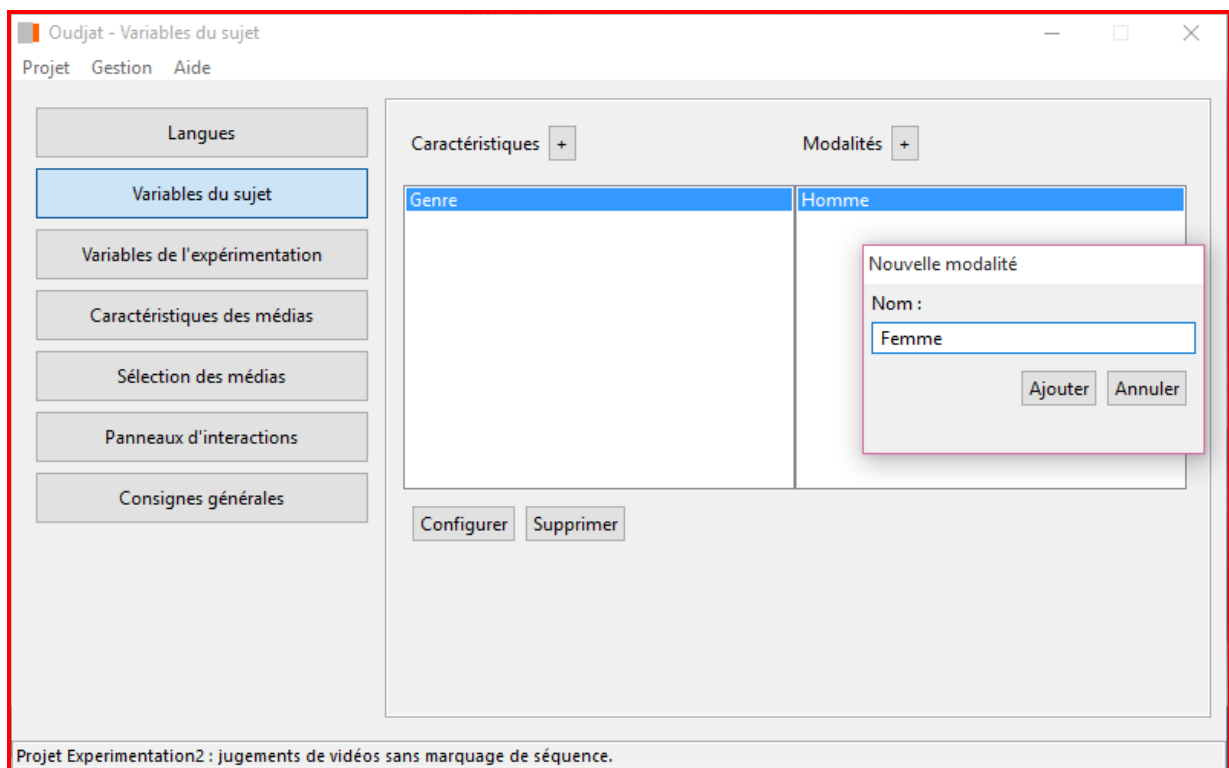 Oudjat - Variables du sujet
Projet Gestion Aide
Langues
Variables du sujet
Variables de l'expérimentation
Caractéristiques des médias
Sélection des médias
Panneaux d'interactions
Consignes générales
Caractéristiques +
Modalités +
Genre
Homme
Nouvelle modalité
Nom :
Femme
Ajouter Annuler
Configurer Supprimer
Projet Experimentation2 : jugements de vidéos sans marquage de séquence.